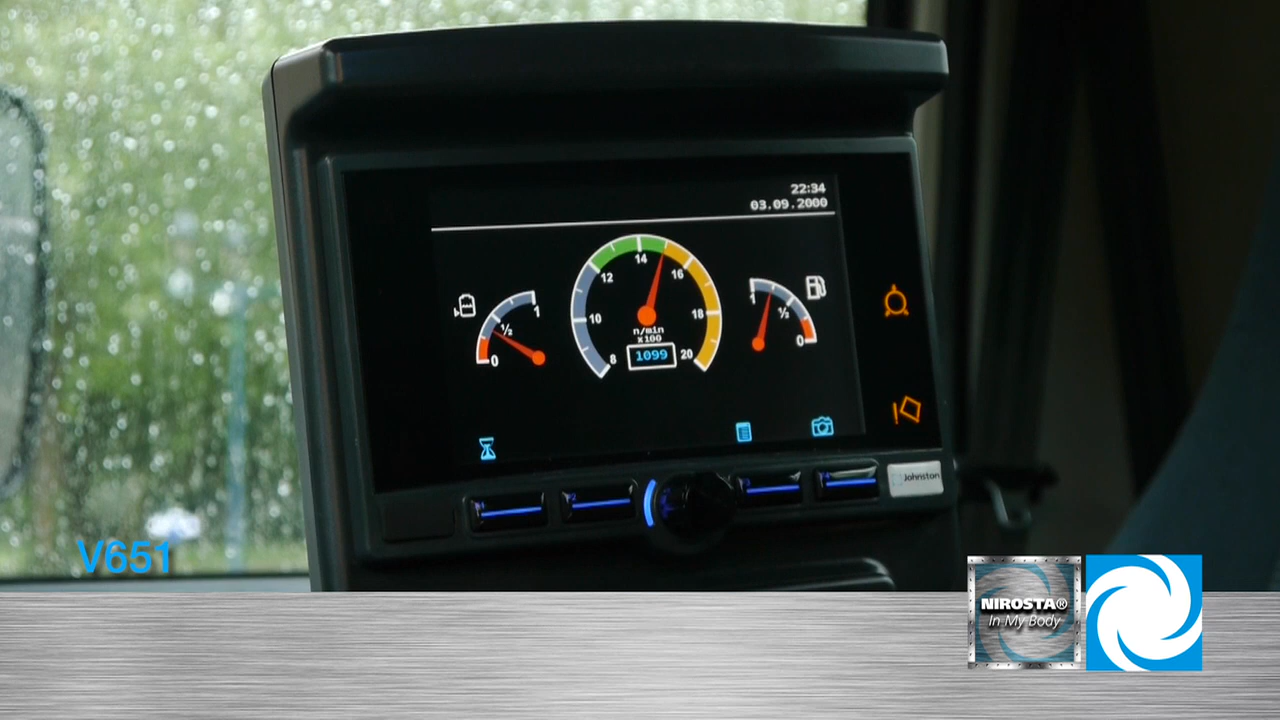 22:34
03.09.2000
14
12
16
1
1
½
½
10
18
n/min
x100
0
0
8
1099
20
Johnston
V651
NIROSTA®
In My Body